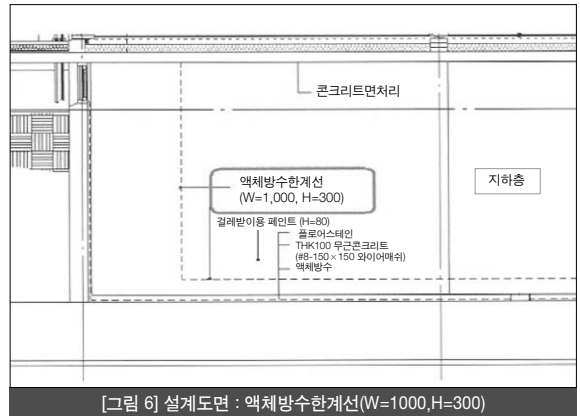 콘크리트면처리
액체방수한계선
(W=1,000, H=300)
지하층
걸레받이용 페인트 (H=80)
플로어스테인
THK100 무근콘크리트
(#8-150×150 와이어매쉬)
액체방수
[그림 6] 설계도면 : 액체방수한계선(W=1000,H=300)